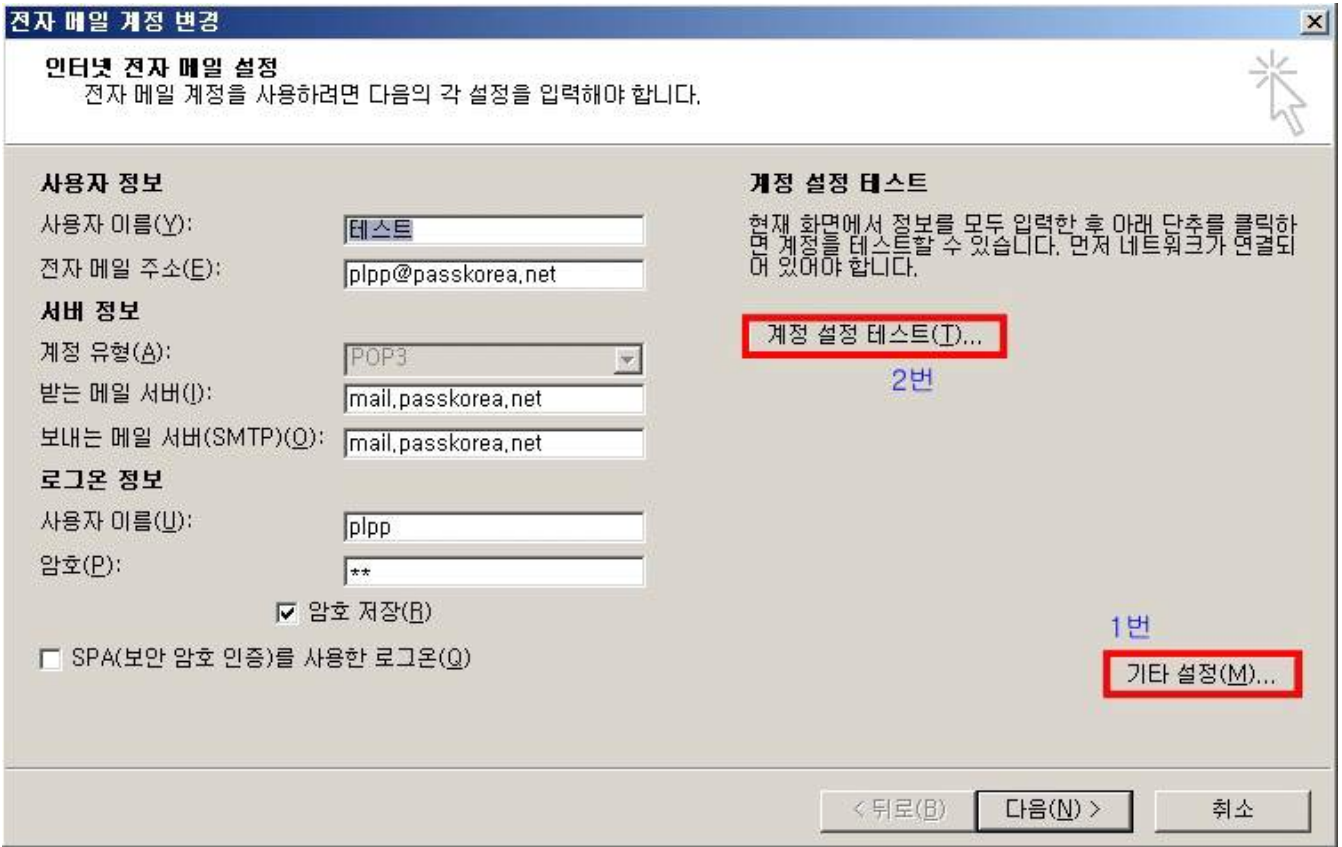 전자 메일 계정 변경
인터넷 전자 메일 설정
전자 메일 계정을 사용하려면 다음의 각 설정을 입력해야 합니다.
사용자 정보
사용자 이름(Y):
테스트
전자 메일 주소(E):
plpp@passkorea.net
서버 정보
계정 유형(A):
POP3
받는 메일 서버(I):
mail.passkorea.net
보내는 메일 서버(SMTP)(O):
mail.passkorea.net
로그온 정보
사용자 이름(U):
plpp
암호(P):
**
암호 저장(R)
SPA(보안 암호 인증)를 사용한 로그온(Q)
계정 설정 테스트
현재 화면에서 정보를 모두 입력한 후 아래 단추를 클릭하
면 계정을 테스트할 수 있습니다. 먼저 네트워크가 연결되
어 있어야 합니다.
계정 설정 테스트(T)...
2번
1번
기타 설정(M)...
< 뒤로(B)
다음(N) >
취소